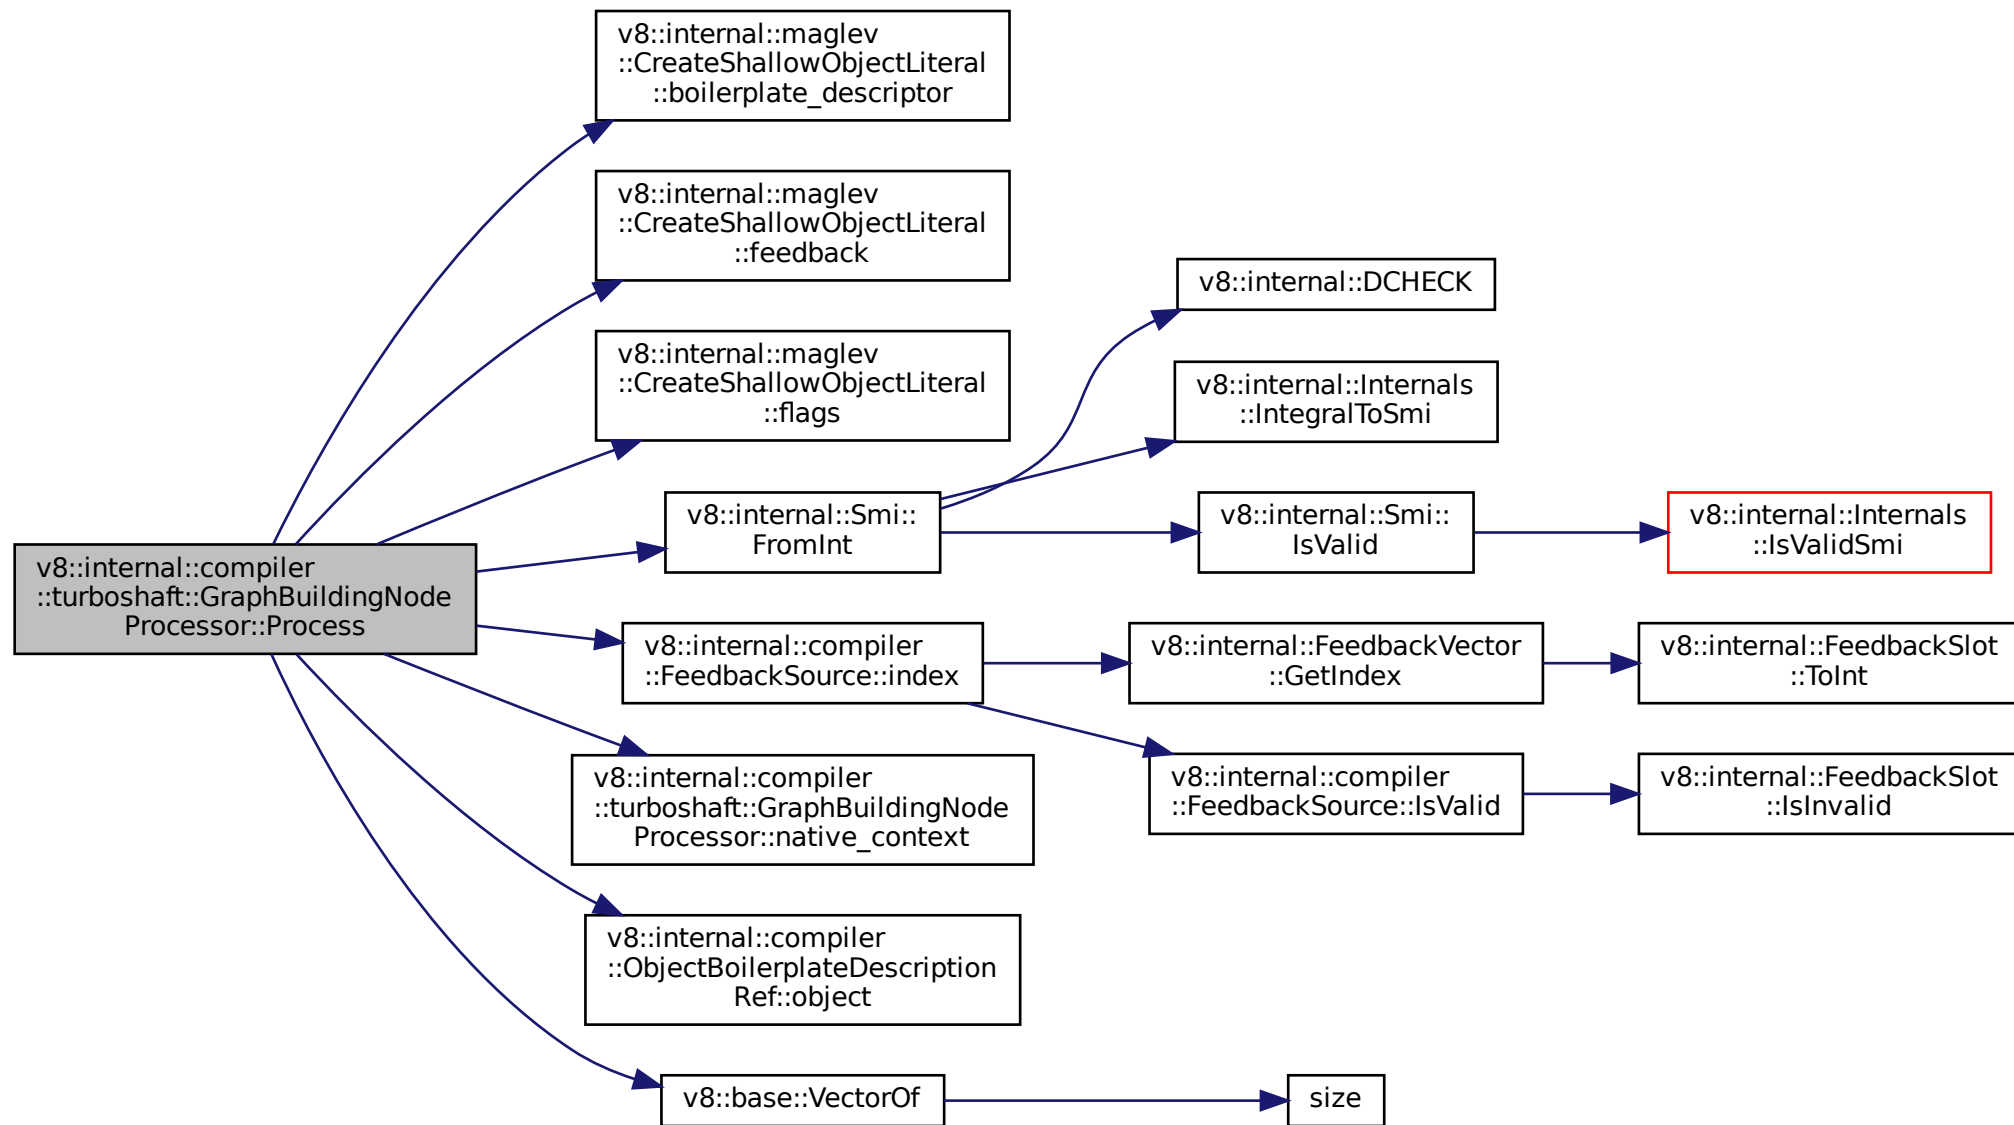 v8::internal::maglev
::CreateShallowObjectLiteral
::boilerplate_descriptor
v8::internal::maglev
::CreateShallowObjectLiteral
::feedback
v8::internal::maglev
::CreateShallowObjectLiteral
::flags
v8::internal::DCHECK
v8::internal::Internals
::IntegralToSmi
v8::internal::Smi::
FromInt
v8::internal::Smi::
IsValid
v8::internal::Internals
::IsValidSmi
v8::internal::compiler
::turboshaft::GraphBuildingNode
Processor::Process
v8::internal::compiler
::FeedbackSource::index
v8::internal::FeedbackVector
::GetIndex
v8::internal::FeedbackSlot
::ToInt
v8::internal::compiler
::FeedbackSource::IsValid
v8::internal::FeedbackSlot
::IsInvalid
v8::internal::compiler
::turboshaft::GraphBuildingNode
Processor::native_context
v8::internal::compiler
::ObjectBoilerplateDescription
Ref::object
v8::base::VectorOf
size